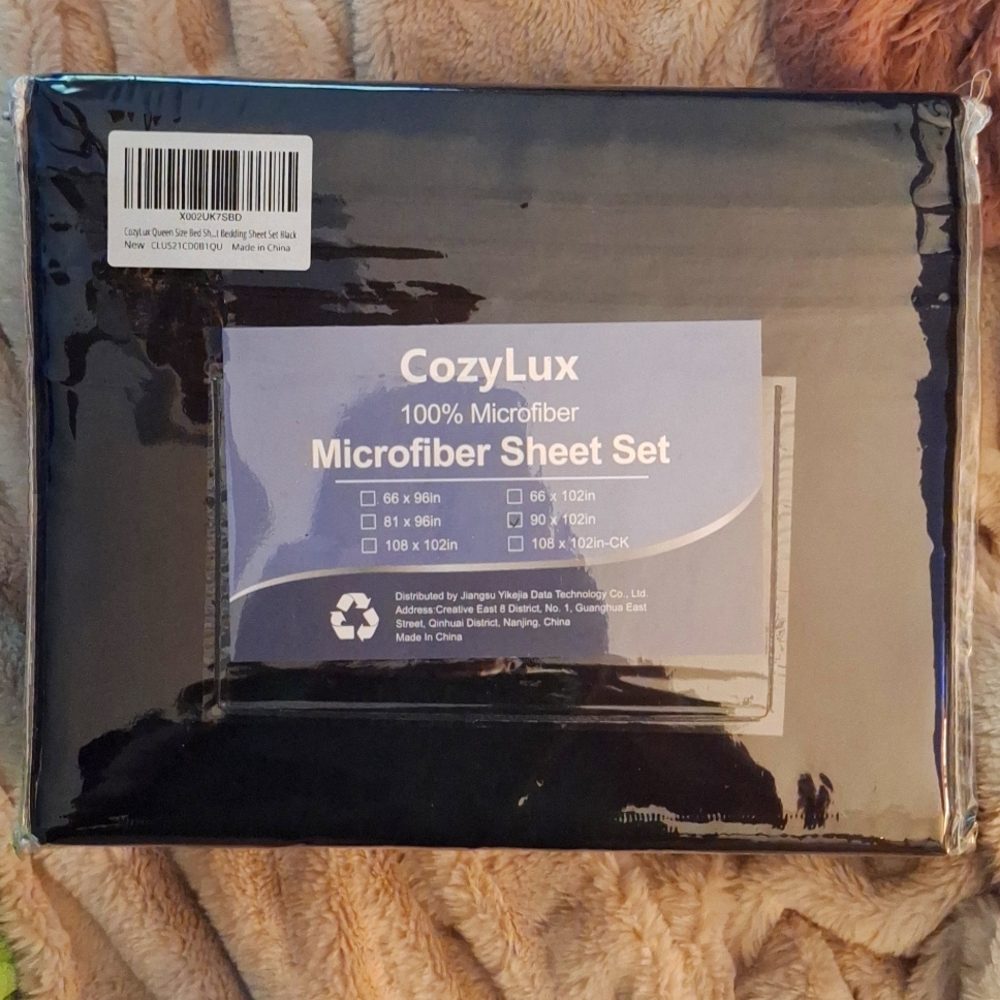 X002UK7SBD
CozyLux Queen Size Bed Sh...t Bedding Sheet Set Black
New CLUS21CD0B1QU Made in China
CozyLux
100% Microfiber
Microfiber Sheet Set
66 x 96in 66 x 102in
81 x 96in 90 x 102in
108 x 102in 108 x 102in-CK
Distributed by Jiangsu Yikejia Data Technology Co., Ltd.
Address:Creative East 8 District, No. 1, Guanghua East
Street, Qinhuai District, Nanjing, China
Made In China